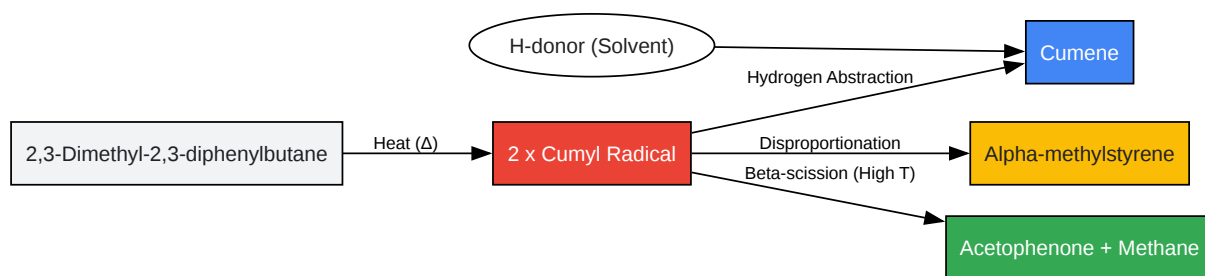 H-donor (Solvent)
Cumene
Hydrogen Abstraction
2,3-Dimethyl-2,3-diphenylbutane
Heat (Δ)
2 x Cumyl Radical
Disproportionation
Alpha-methylstyrene
Beta-scission (High T)
Acetophenone + Methane